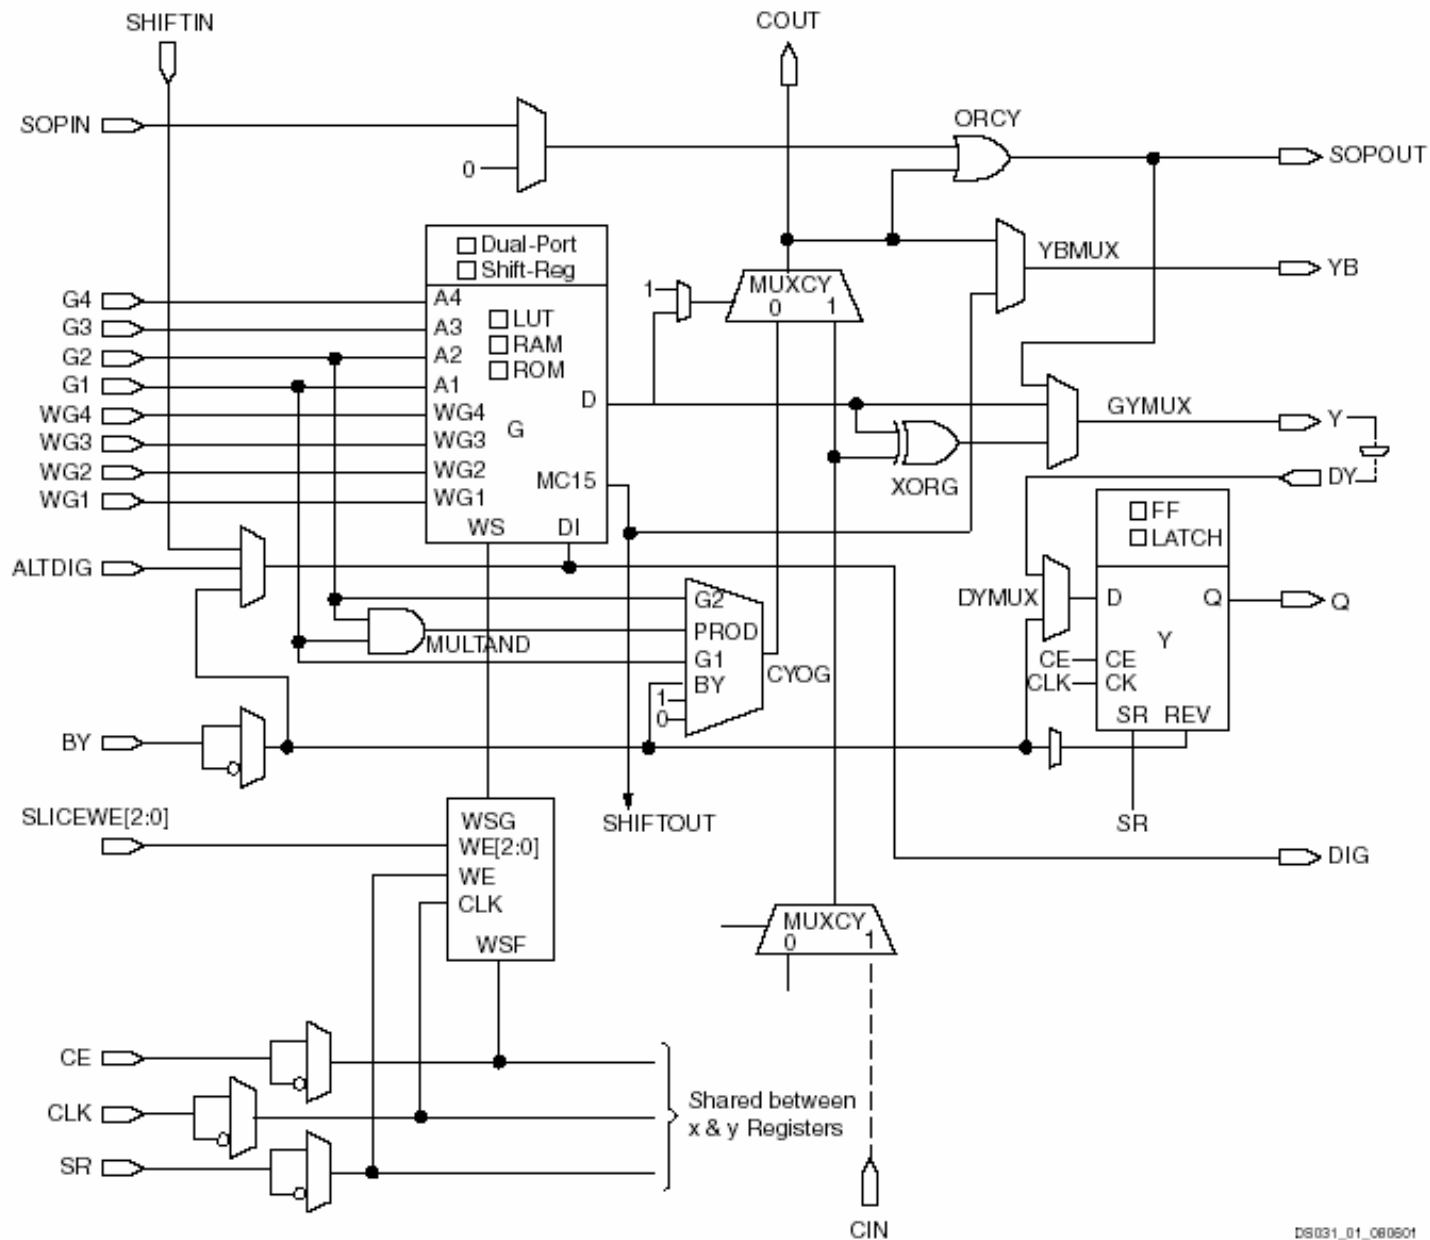 SHIFTIN
COUT
SOPIN
0
ORCY
SOPOUT
Dual-Port
Shift-Reg
YBMUX
YB
MUXCY
1
0 1
G4
G3
G2
G1
WG4
WG3
WG2
WG1
A4
A3
A2
A1
WG4
WG3
WG2
WG1
LUT
RAM
ROM
D
G
MC15
WS
DI
GYMUX
Y
XORG
DY
FF
LATCH
ALTDIG
DYMUX
D
Q
Q
Y
G2
PROD
G1
BY
1
0
MULTAND
CYOG
CE
CE
CLK
CK
SR REV
BY
SLICEWE[2:0]
WSG
WE[2:0]
WE
CLK
WSF
SHIFTOUT
SR
DIG
MUXCY
0 1
CE
CLK
SR
Shared between
x & y Registers
CIN
DS031_01_080601